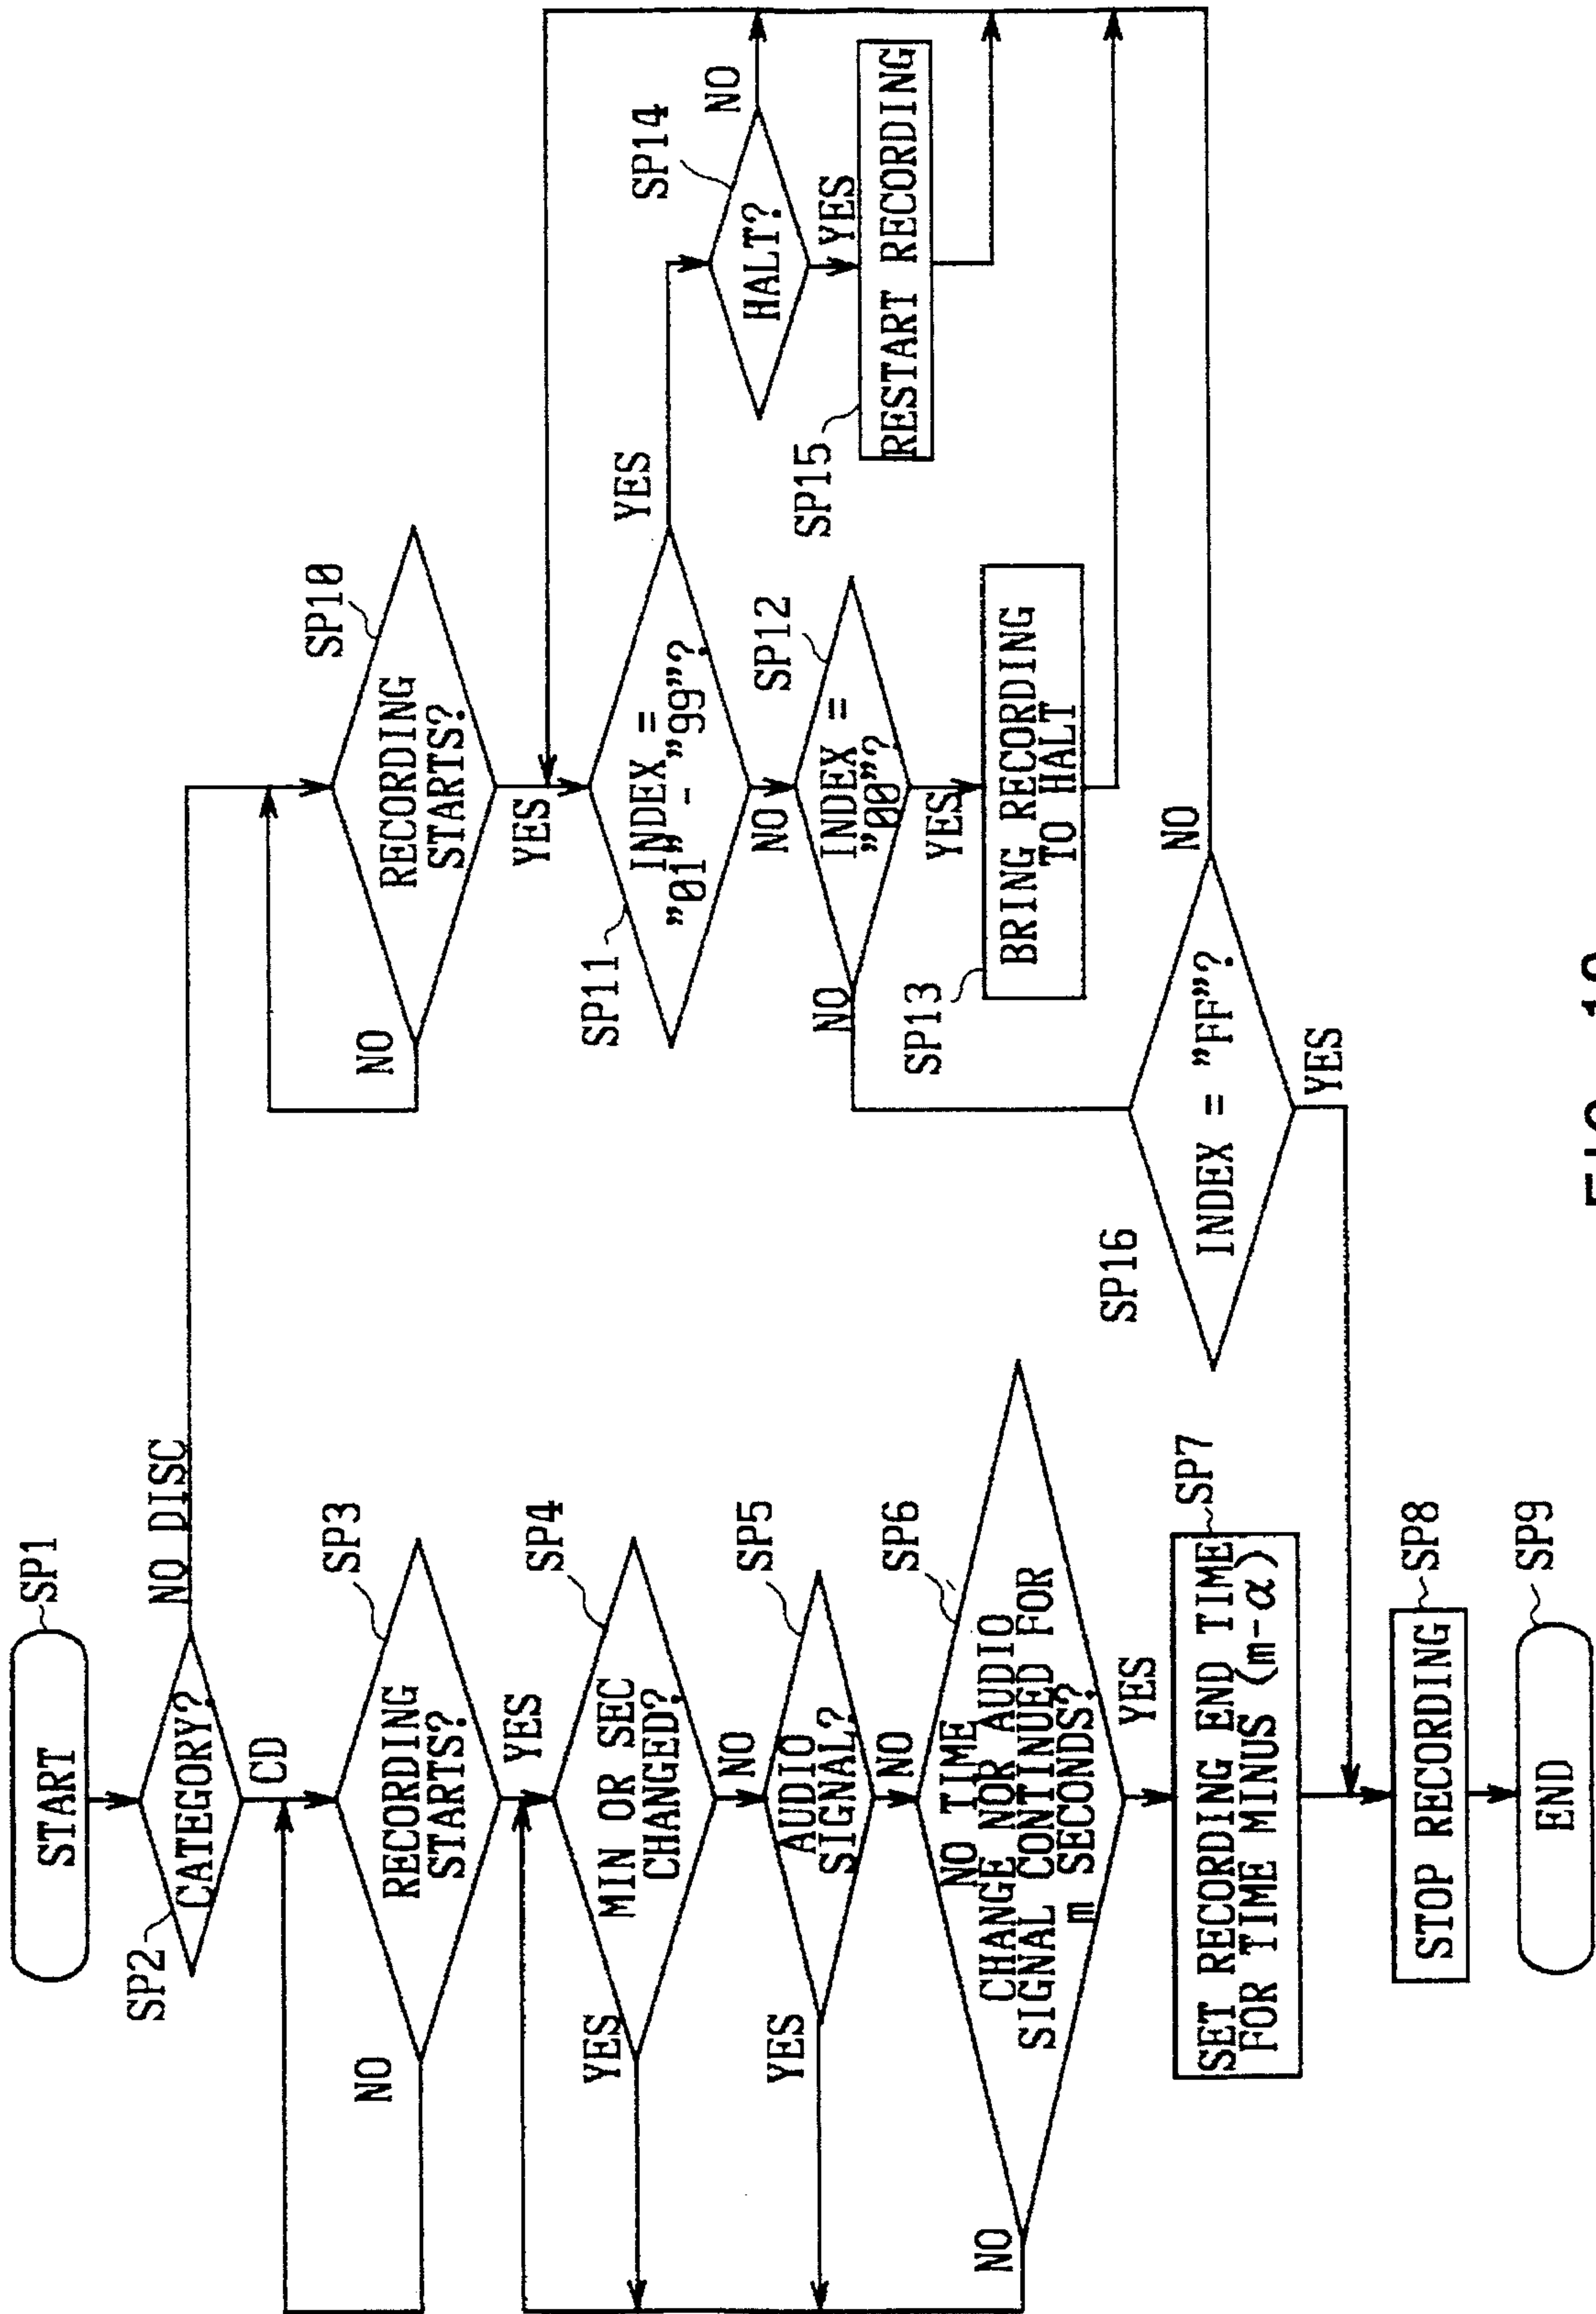 START
SP1
SP2
CATEGORY?
NO DISC
CD
SP3
RECORDING
STARTS?
NO
YES
SP4
MIN OR SEC
CHANGED?
YES
NO
SP5
AUDIO
SIGNAL?
YES
NO
SP6
NO TIME
CHANGE NOR AUDIO
SIGNAL CONTINUED FOR
m SECONDS?
NO
YES
SP7
SET RECORDING END TIME
FOR TIME MINUS (m-α)
SP8
STOP RECORDING
SP9
END
SP10
RECORDING
STARTS?
NO
YES
SP11
INDEX =
"01" - "99"?
YES
NO
SP12
INDEX =
"00"?
NO
YES
SP13
BRING RECORDING
TO HALT
SP14
HALT?
NO
YES
SP15
RESTART RECORDING
SP16
INDEX = "FF"?
NO
YES